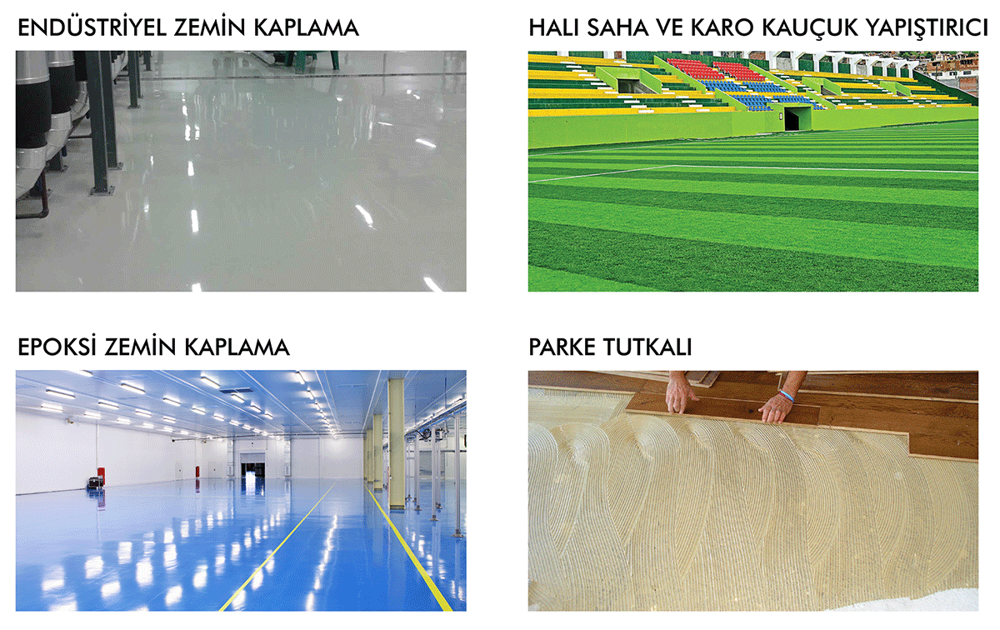 ENDÜSTRİYEL ZEMİN KAPLAMA
HALI SAHA VE KARO KAUÇUK YAPIŞTIRICI
EPOKSİ ZEMİN KAPLAMA
PARKE TUTKALI